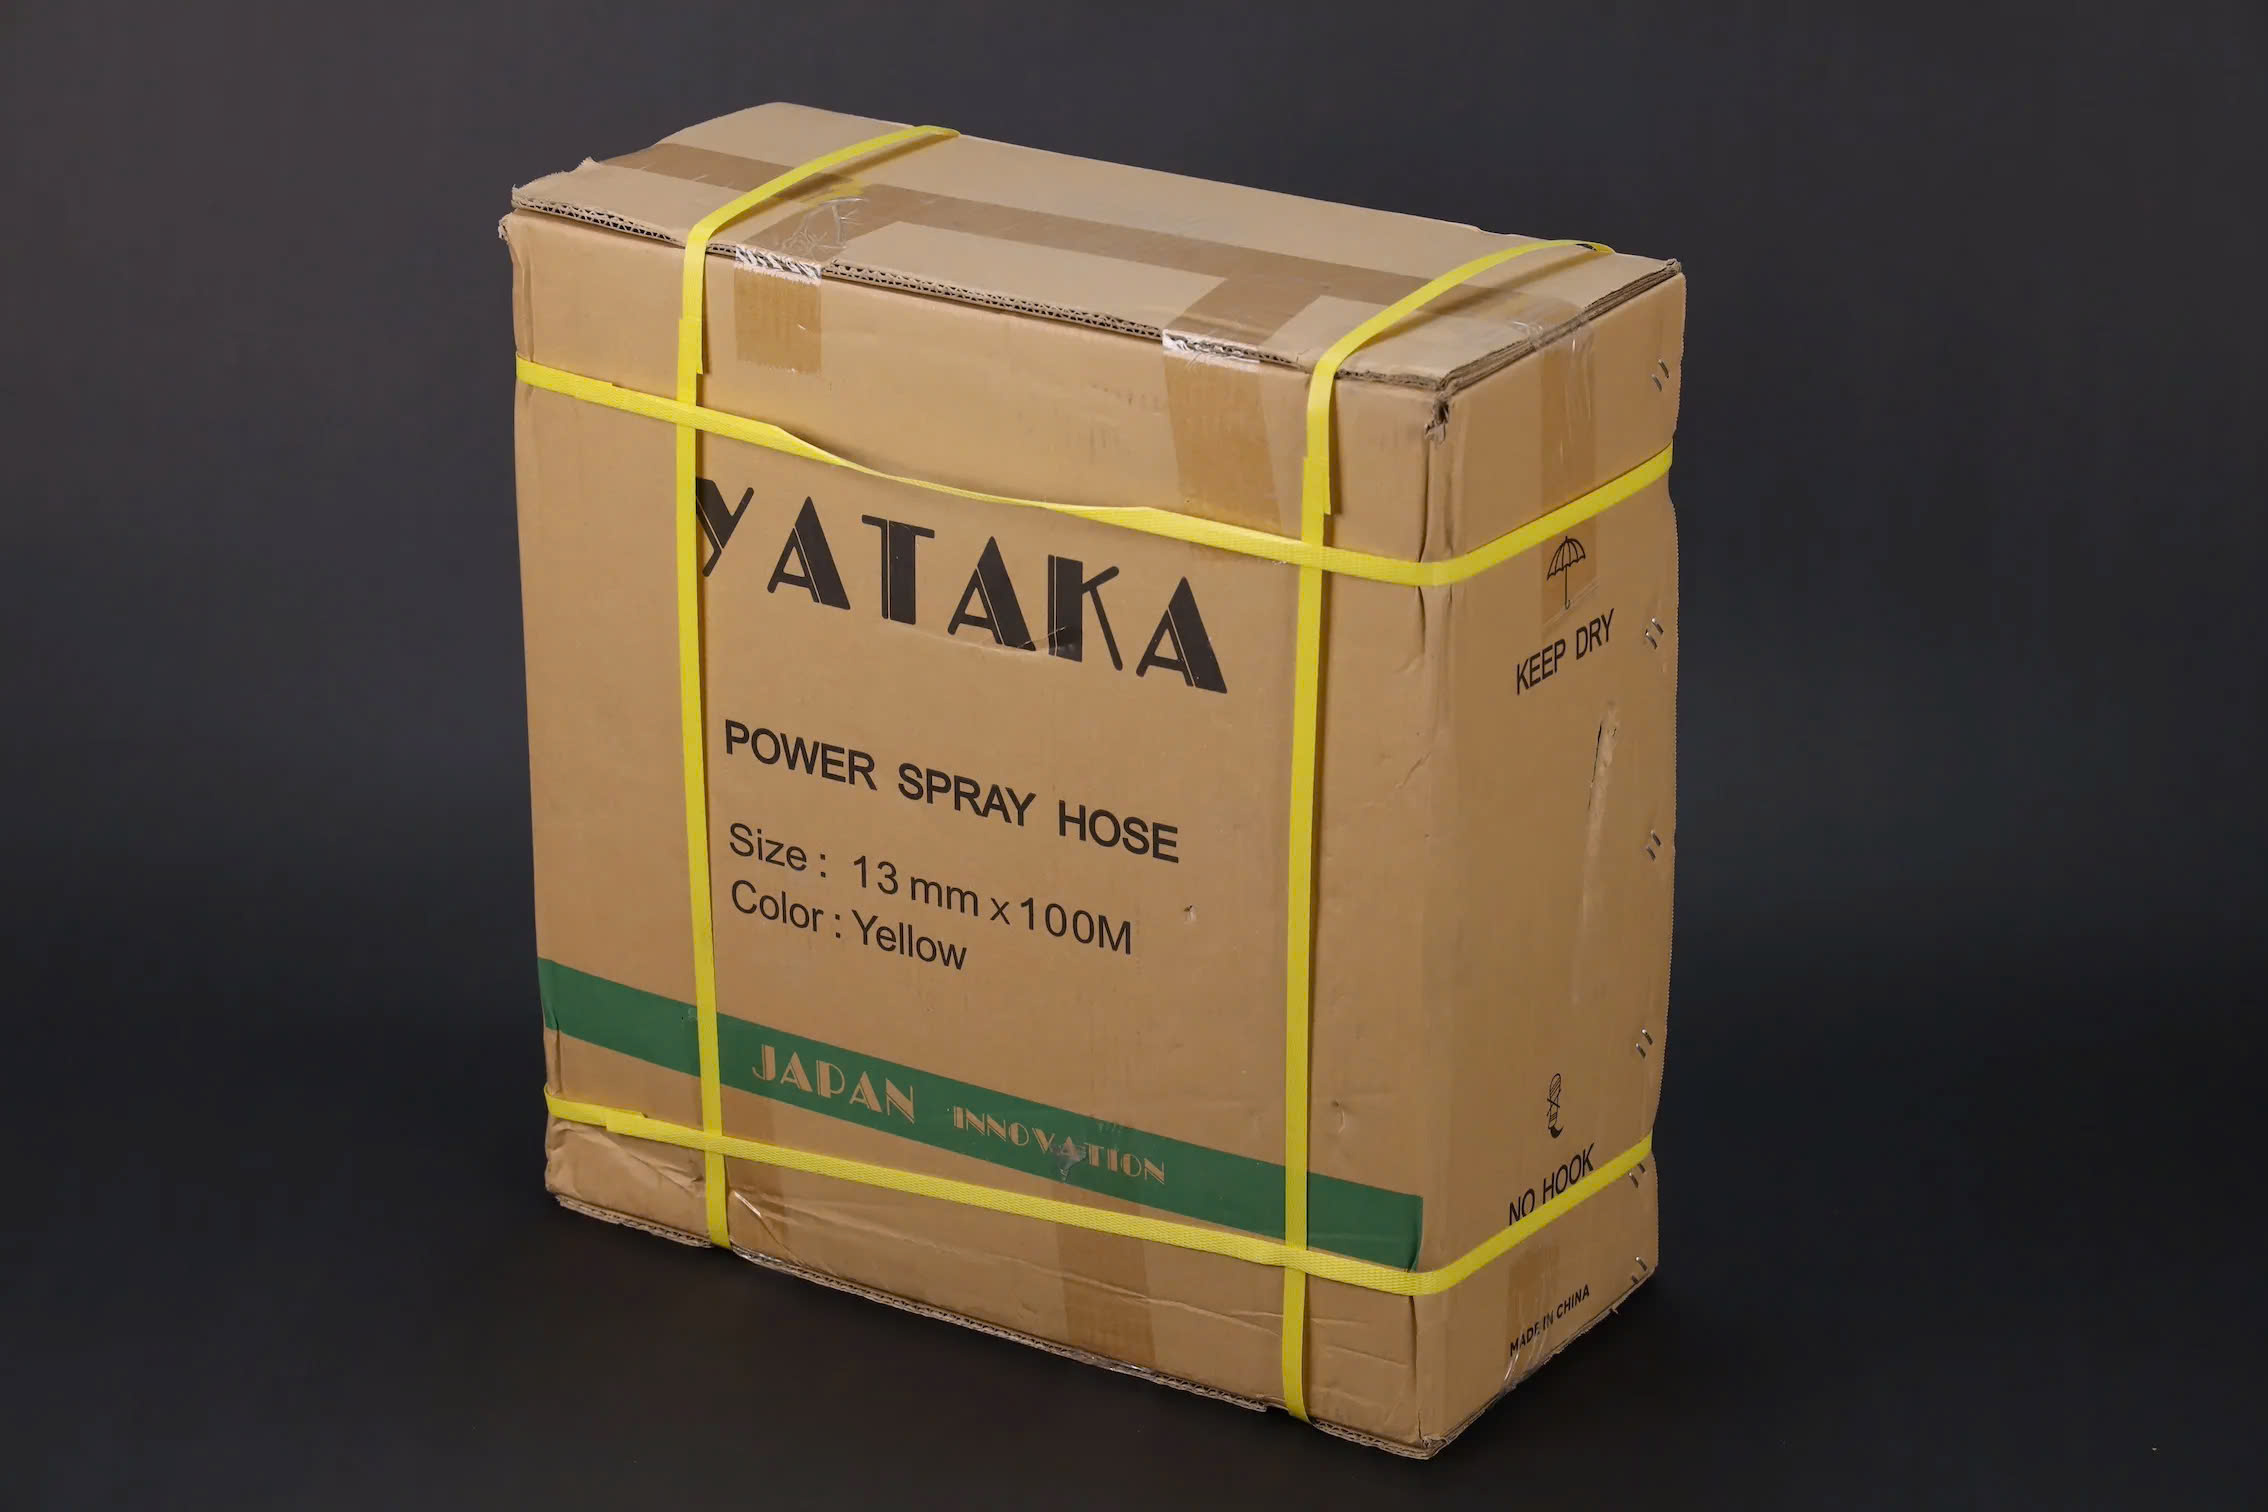 YATAKA
POWER SPRAY HOSE
Size : 13 mm x 100M
Color : Yellow
JAPAN INNOVATION
KEEP DRY
NO HOOK
MADE IN CHINA